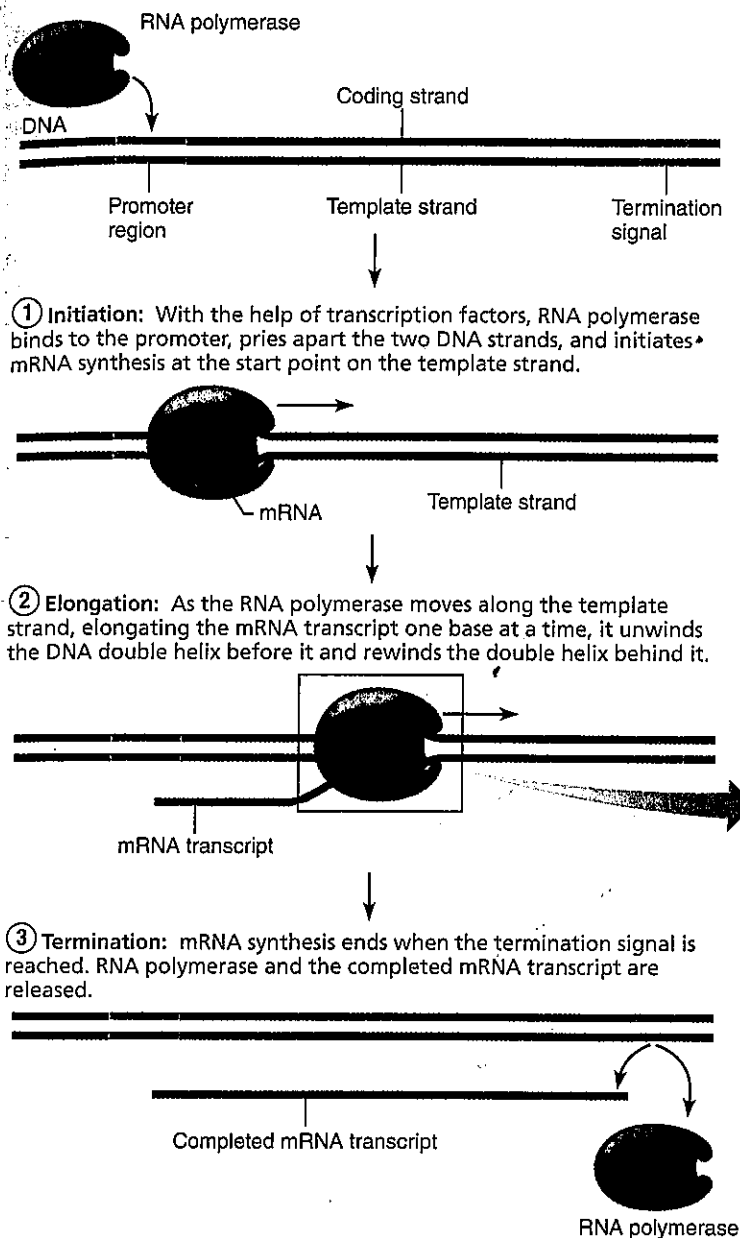 RNA polymerase
Coding strand
DNA
Promoter
region
Template strand
Termination
signal
① Initiation: With the help of transcription factors, RNA polymerase
binds to the promoter, pries apart the two DNA strands, and initiates
mRNA synthesis at the start point on the template strand.
mRNA
Template strand
② Elongation: As the RNA polymerase moves along the template
strand, elongating the mRNA transcript one base at a time, it unwinds
the DNA double helix before it and rewinds the double helix behind it.
mRNA transcript
③ Termination: mRNA synthesis ends when the termination signal is
reached. RNA polymerase and the completed mRNA transcript are
released.
Completed mRNA transcript
RNA polymerase